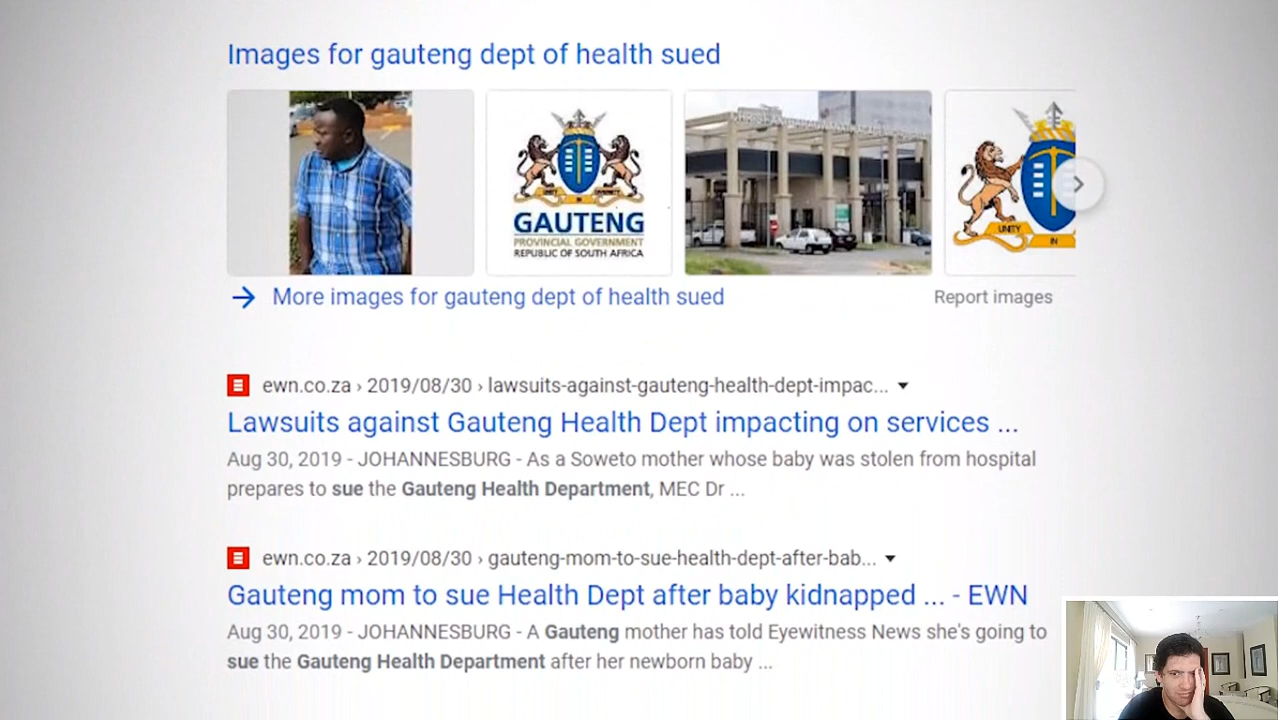 Images for gauteng dept of health sued
GAUTENG
PROVINCIAL GOVERNMENT
REPUBLIC OF SOUTH AFRICA
UNITY
IN
More images for gauteng dept of health sued
Report images
ewn.co.za › 2019/08/30 › lawsuits-against-gauteng-health-dept-impac...
Lawsuits against Gauteng Health Dept impacting on services ...
Aug 30, 2019 - JOHANNESBURG - As a Soweto mother whose baby was stolen from hospital
prepares to sue the Gauteng Health Department, MEC Dr ...
ewn.co.za › 2019/08/30 › gauteng-mom-to-sue-health-dept-after-bab...
Gauteng mom to sue Health Dept after baby kidnapped ... - EWN
Aug 30, 2019 - JOHANNESBURG - A Gauteng mother has told Eyewitness News she's going to
sue the Gauteng Health Department after her newborn baby ...